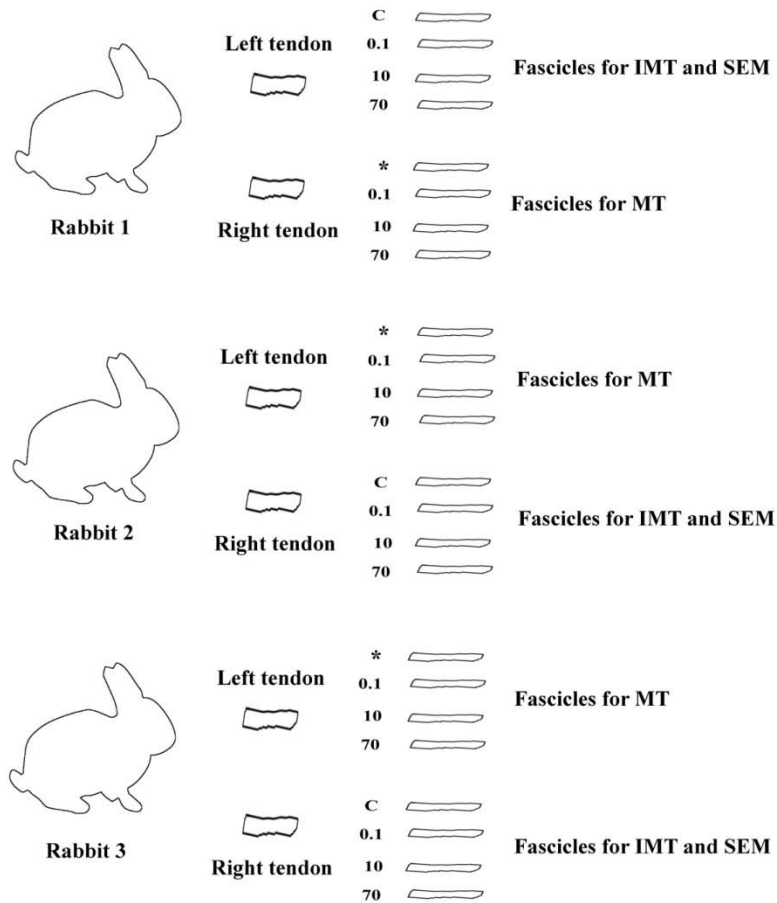 Left tendon
C
0.1
10
70
Fascicles for IMT and SEM
Rabbit 1
Right tendon
*
0.1
10
70
Fascicles for MT
Left tendon
*
0.1
10
70
Fascicles for MT
Rabbit 2
Right tendon
C
0.1
10
70
Fascicles for IMT and SEM
Left tendon
*
0.1
10
70
Fascicles for MT
Rabbit 3
Right tendon
C
0.1
10
70
Fascicles for IMT and SEM